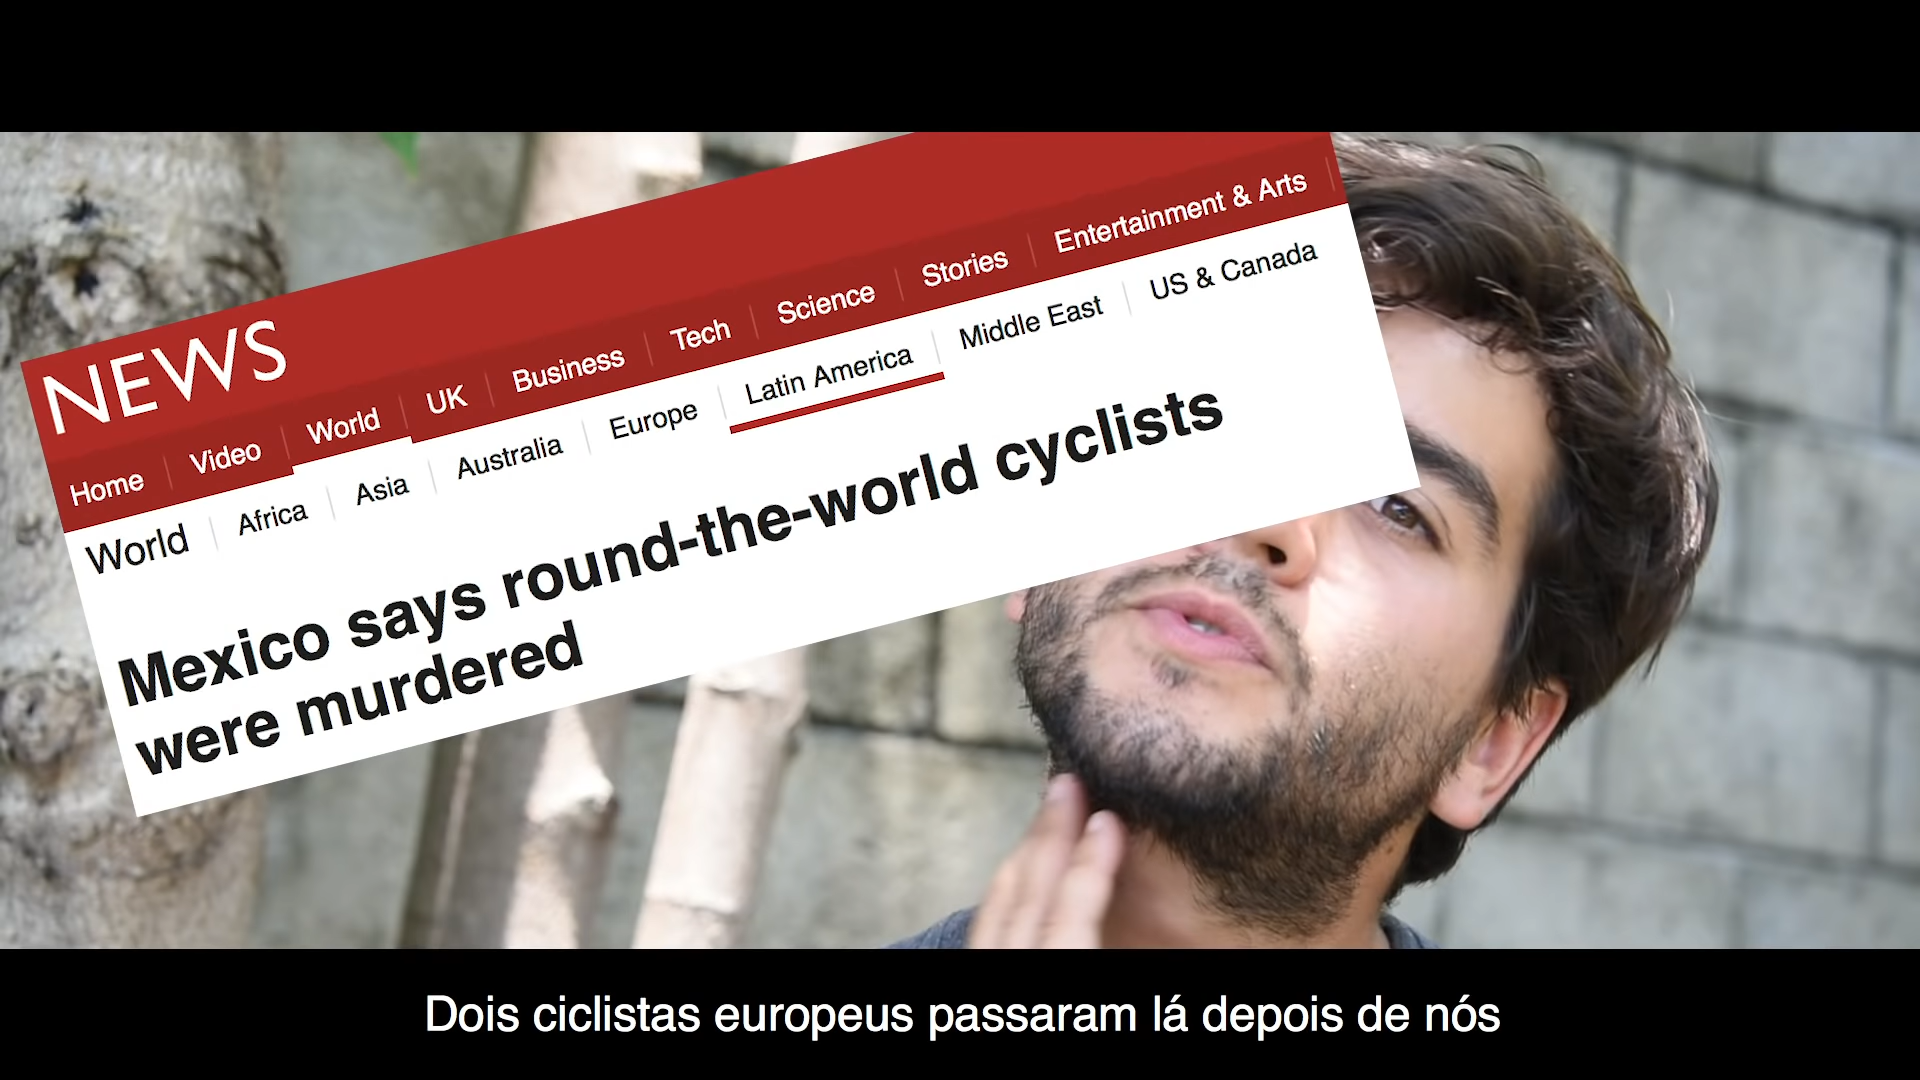 NEWS
Home Video World UK Business Tech Science Stories Entertainment & Arts
World Africa Asia Australia Europe Latin America Middle East US & Canada
Mexico says round-the-world cyclists
were murdered
Dois ciclistas europeus passaram lá depois de nós